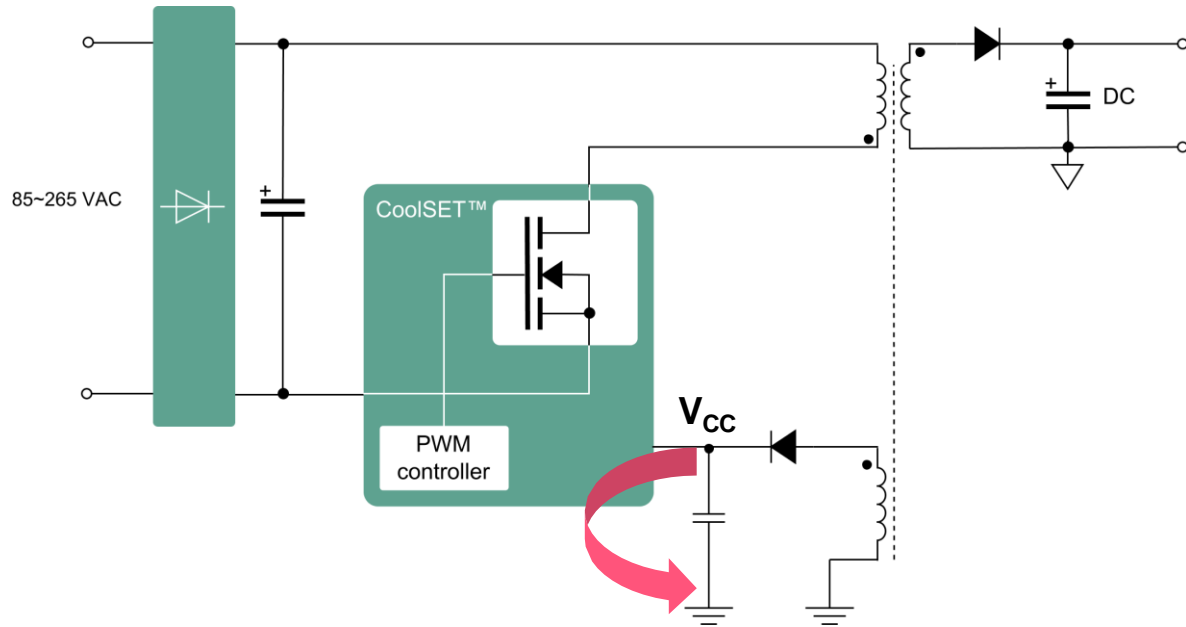 +
DC
85~265 VAC
+
CoolSET™
VCC
PWM
controller